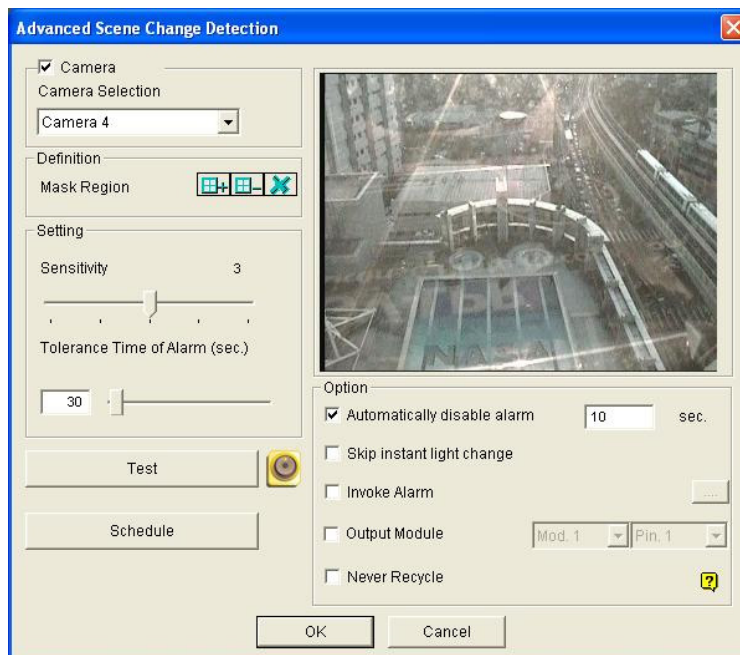 Advanced Scene Change Detection
Camera
Camera Selection
Camera 4
Definition
Mask Region
Setting
Sensitivity 3
Tolerance Time of Alarm (sec.)
30
Test
Schedule
Option
Automatically disable alarm 10 sec.
Skip instant light change
Invoke Alarm ....
Output Module Mod. 1 Pin. 1
Never Recycle
?
OK Cancel